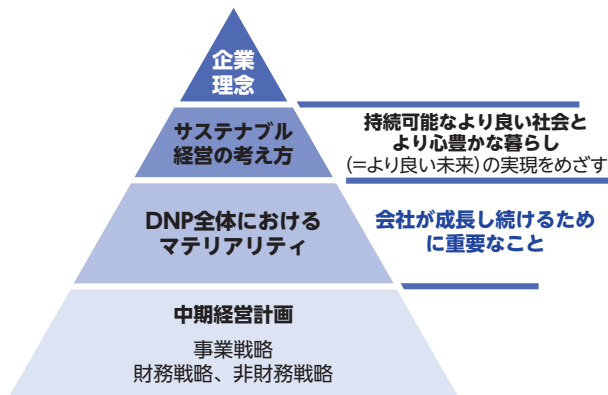 企業
理念
サステナブル
経営の考え方
持続可能なより良い社会と
より心豊かな暮らし
(=より良い未来)の実現をめざす
DNP全体における
マテリアリティ
会社が成長し続けるため
に重要なこと
中期経営計画
事業戦略
財務戦略、非財務戦略